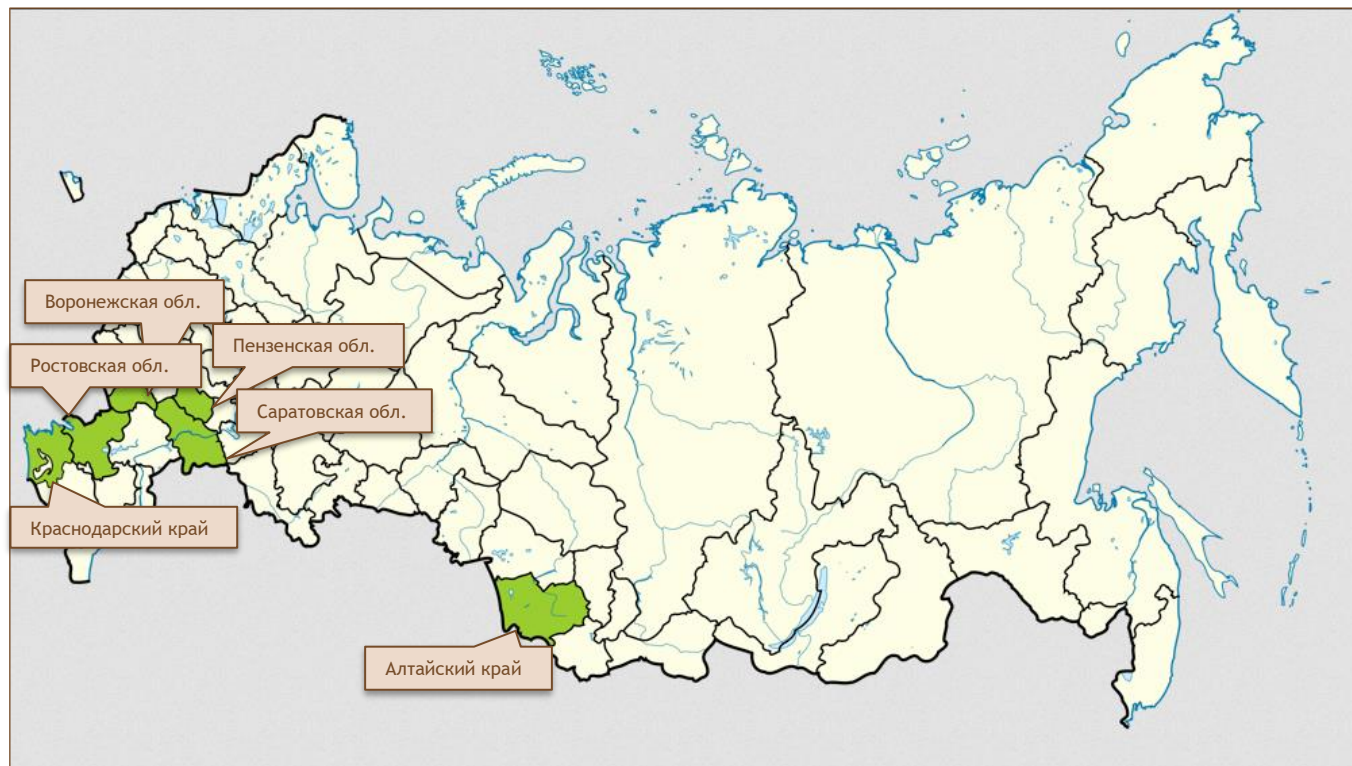 Воронежская обл.
Пензенская обл.
Ростовская обл.
Саратовская обл.
Краснодарский край
Алтайский край